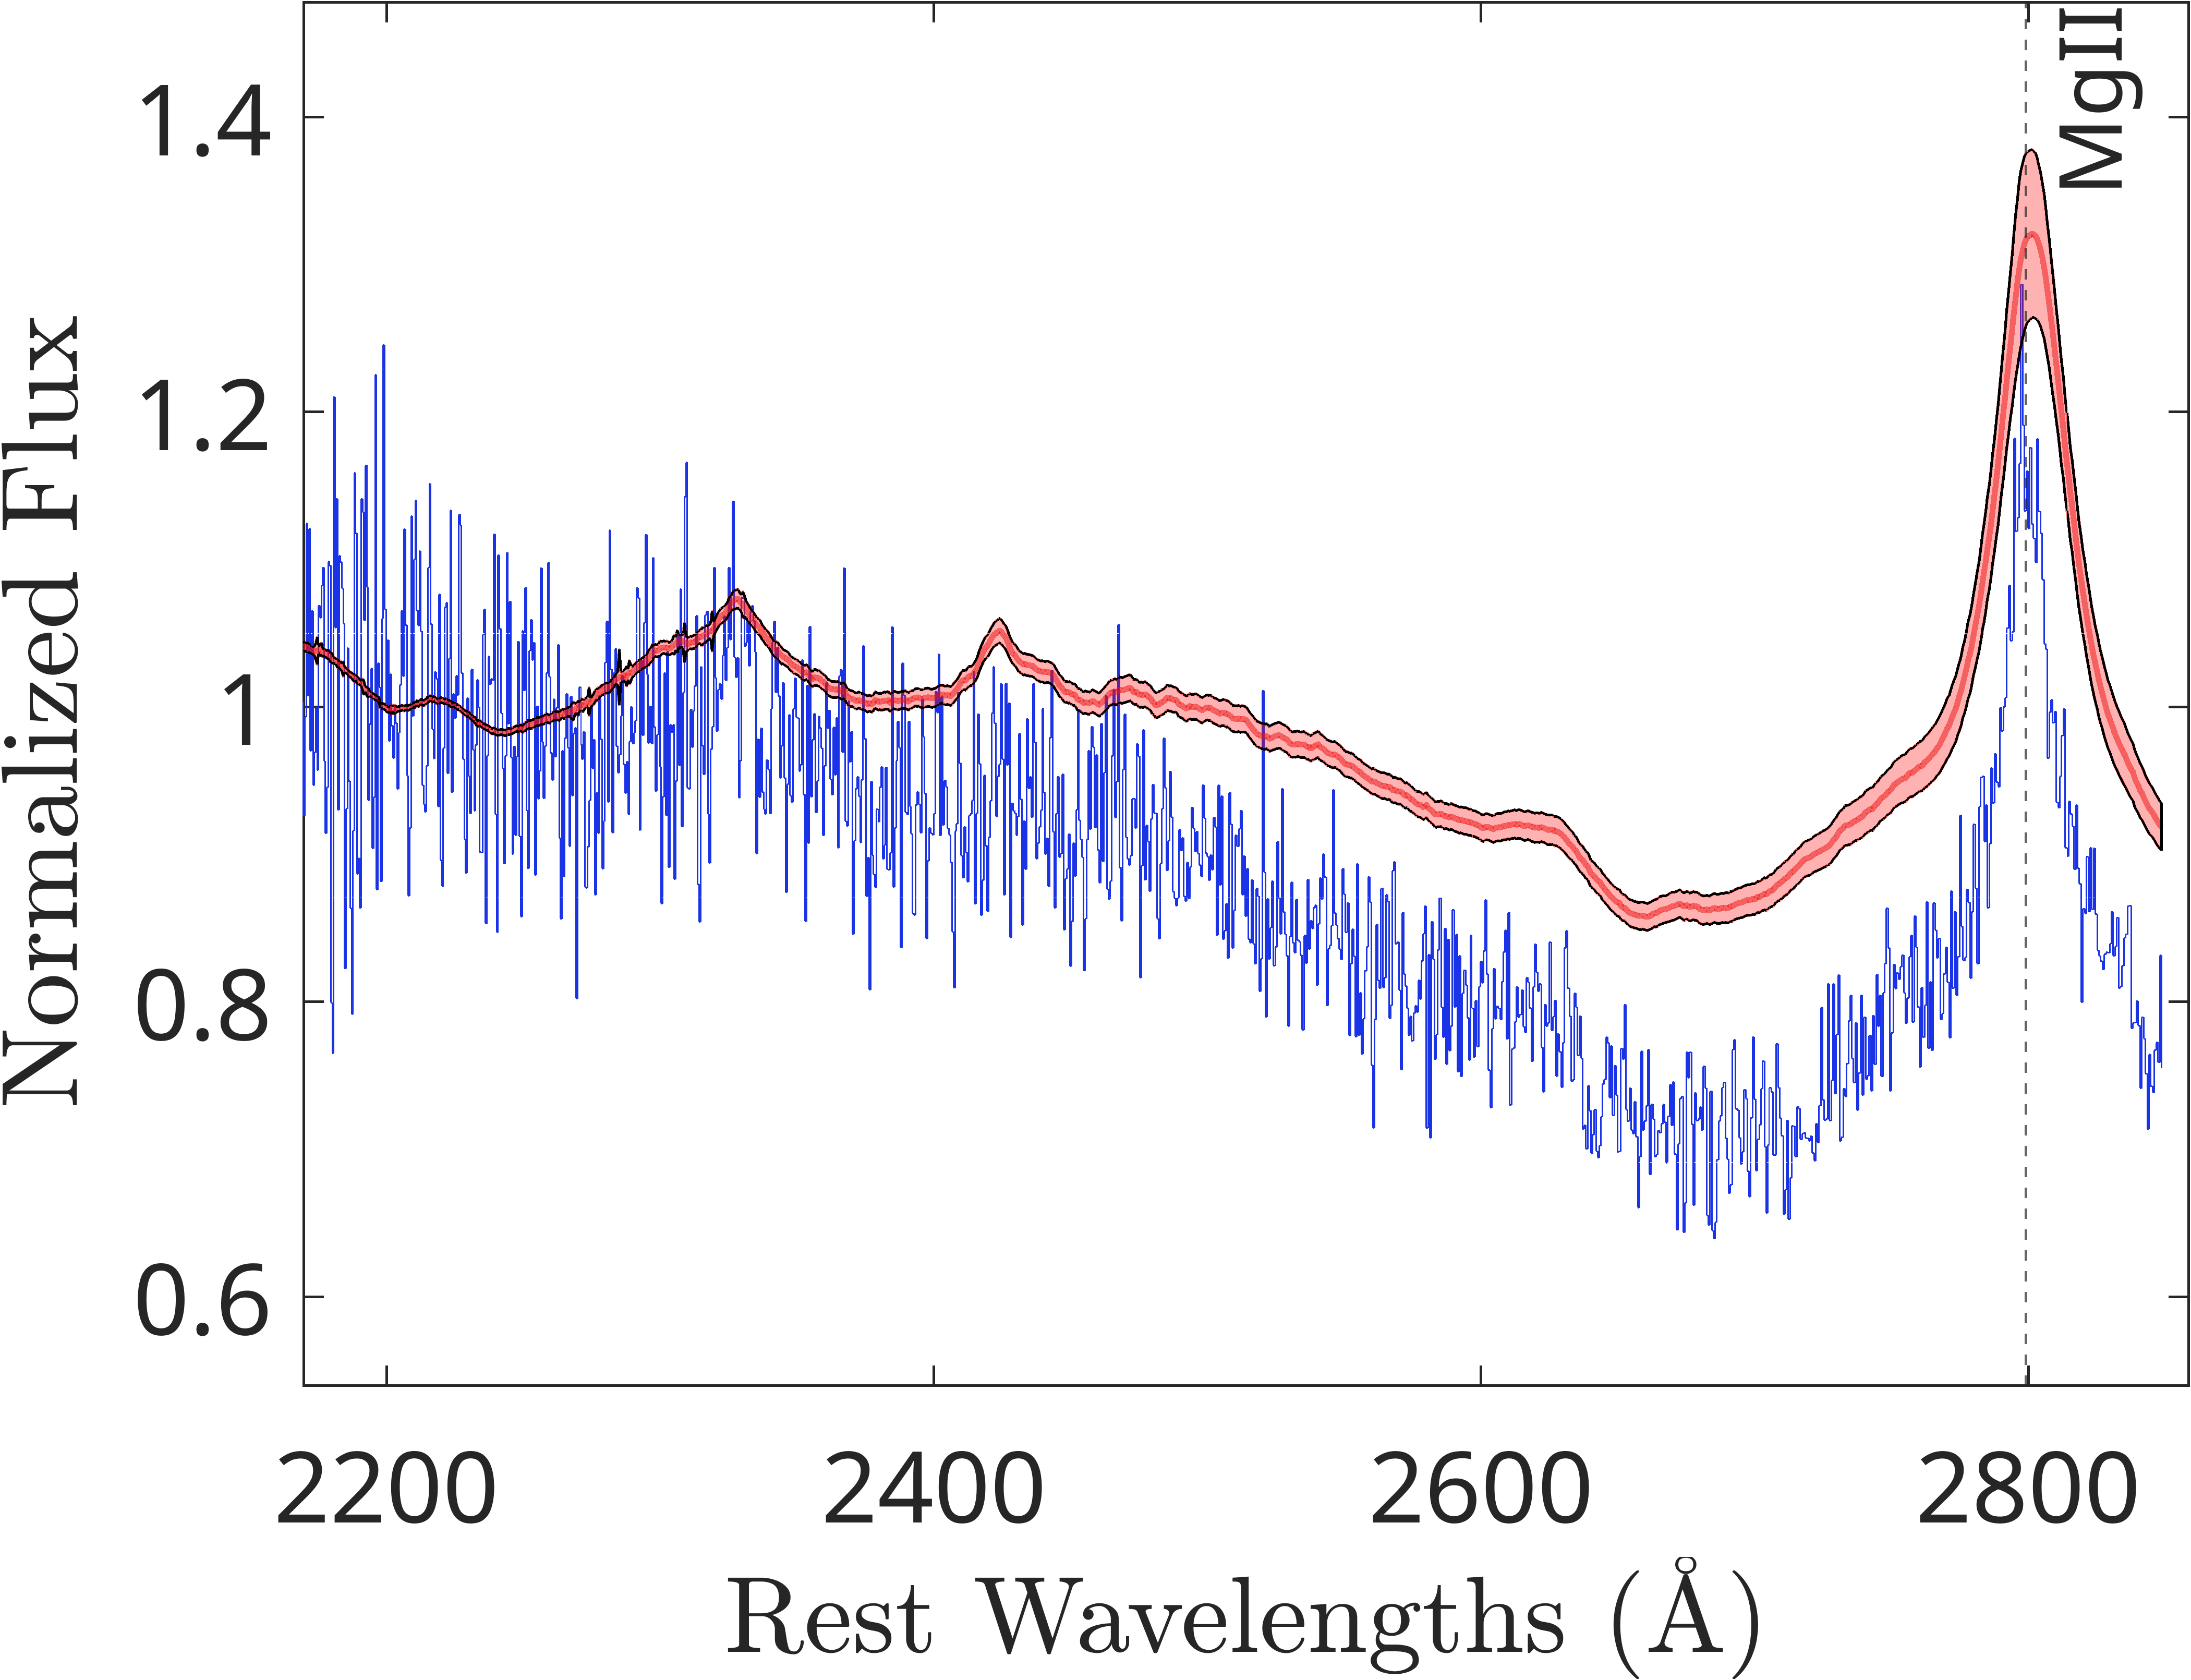 MgII
1.4
1.2
1
0.8
0.6
Normalized Flux
2200 2400 2600 2800
Rest Wavelengths (Å)